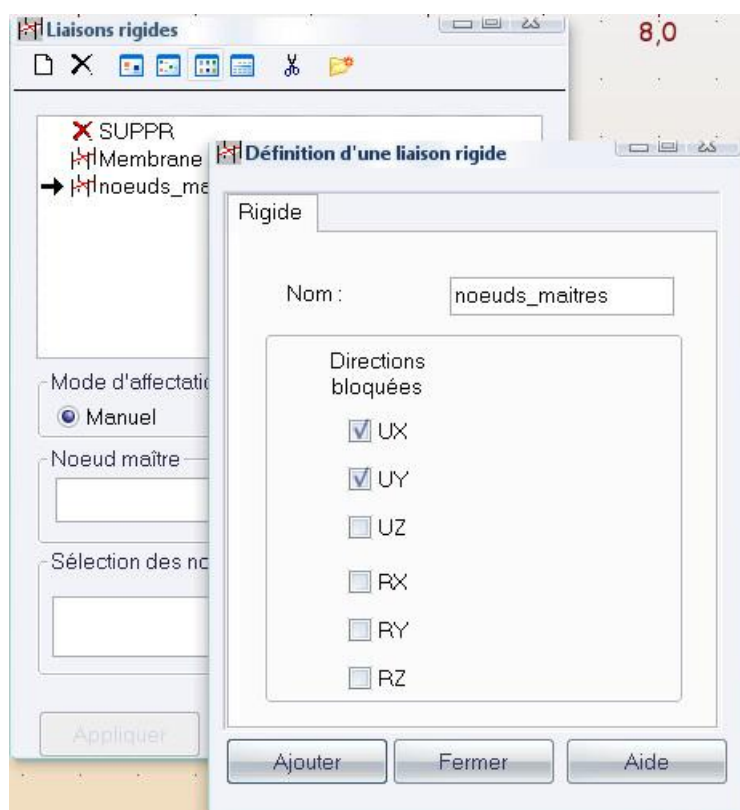 Liaisons rigides
8,0
SUPPR
Membrane
noeuds_ma
Mode d'affectati
Manuel
Noeud maître
Sélection des no
Appliquer
Définition d'une liaison rigide
Rigide
Nom :
noeuds_maitres
Directions
bloquées
UX
UY
UZ
RX
RY
RZ
Ajouter
Fermer
Aide